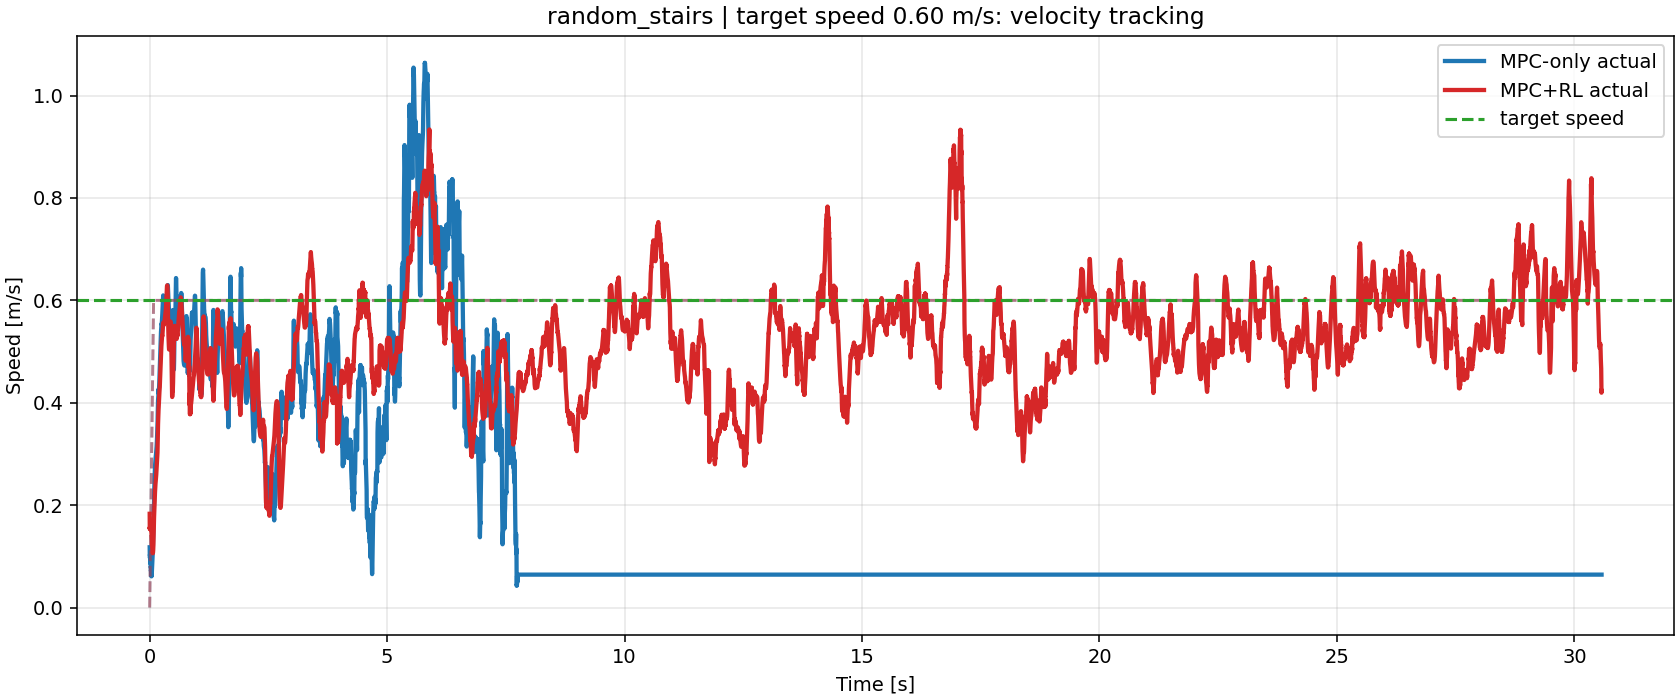 random_stairs | target speed 0.60 m/s: velocity tracking
MPC-only actual
MPC+RL actual
target speed
Speed [m/s]
1.0
0.8
0.6
0.4
0.2
0.0
0 5 10 15 20 25 30
Time [s]